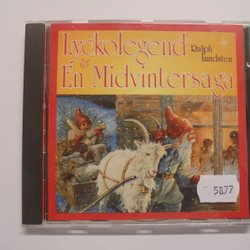 Lyckolegend
&
Ralph
Lundsten
En Midvintersaga
5877